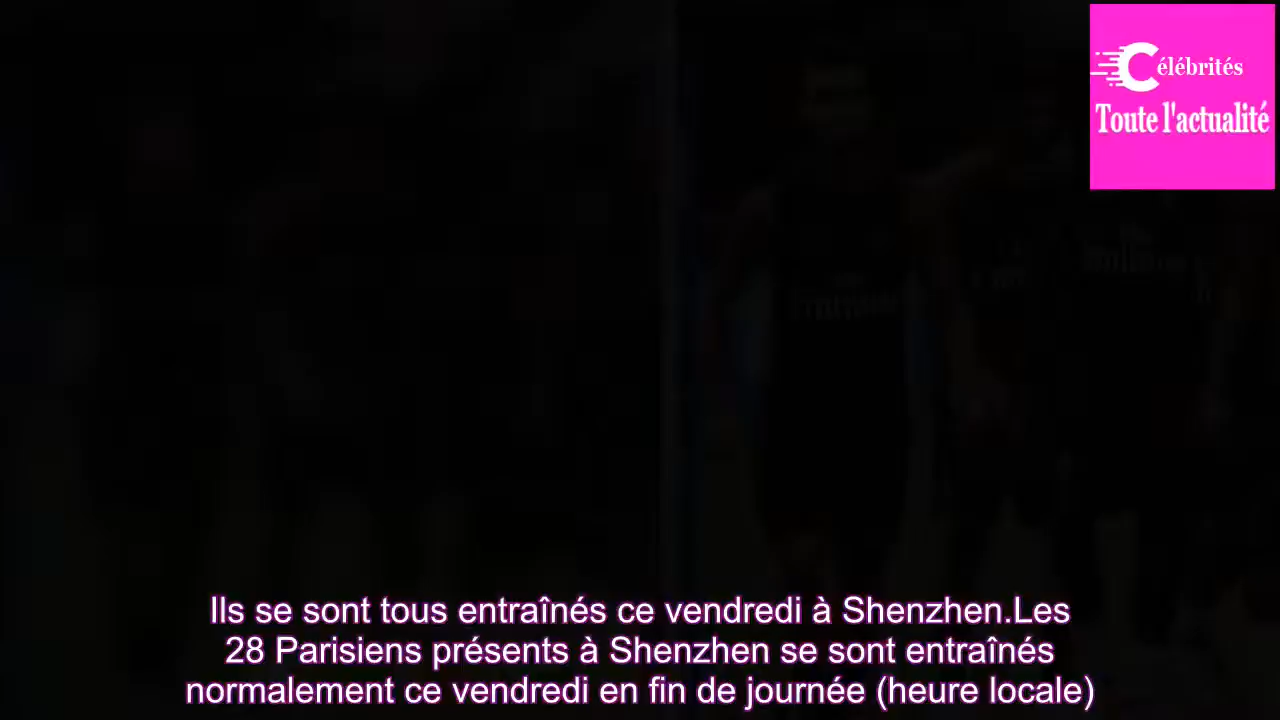 Célébrités
Toute l'actualité
Ils se sont tous entraînés ce vendredi à Shenzhen.Les
28 Parisiens présents à Shenzhen se sont entraînés
normalement ce vendredi en fin de journée (heure locale)